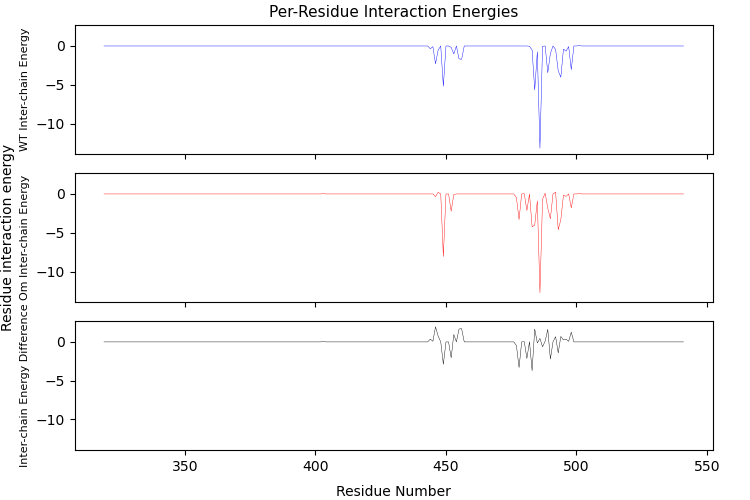 Per-Residue Interaction Energies
Residue interaction energy
WT Inter-chain Energy
0
−5
−10
Om Inter-chain Energy
0
−5
−10
Inter-chain Energy Difference
0
−5
−10
350
400
450
500
550
Residue Number